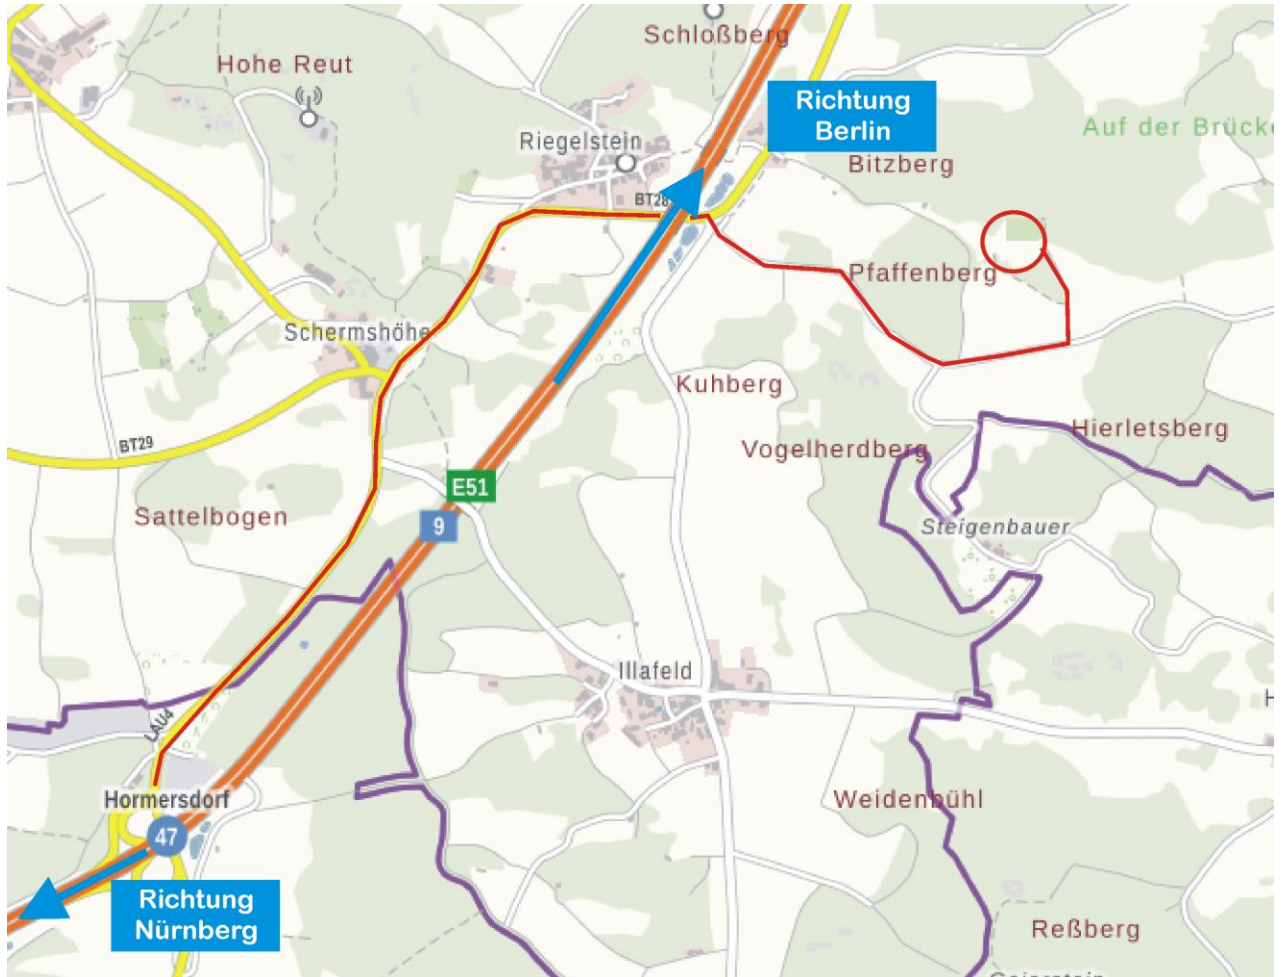 Schloßberg
Hohe Reut
Richtung
Berlin
Auf der Brücke
Riegelstein
Bitzberg
BT28
Pfaffenberg
Schermshöhe
Kuhberg
Hierletsberg
BT29
Vogelherdberg
E51
Sattelbogen
9
Steigenbauer
Illafeld
H
LAU4
Hormersdorf
Weidenbühl
47
Richtung
Nürnberg
Reßberg